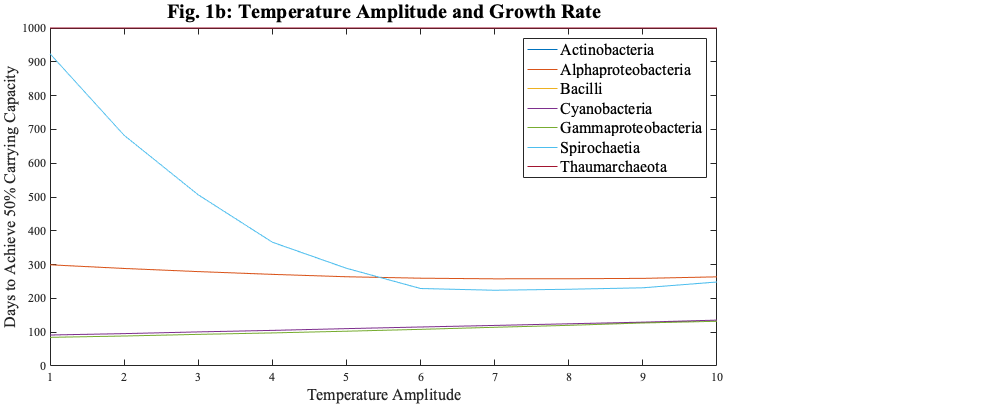 Fig. 1b: Temperature Amplitude and Growth Rate
Days to Achieve 50% Carrying Capacity
1000
900
800
700
600
500
400
300
200
100
0
Actinobacteria
Alphaproteobacteria
Bacilli
Cyanobacteria
Gammaproteobacteria
Spirochaetia
Thaumarchaeota
1 2 3 4 5 6 7 8 9 10
Temperature Amplitude